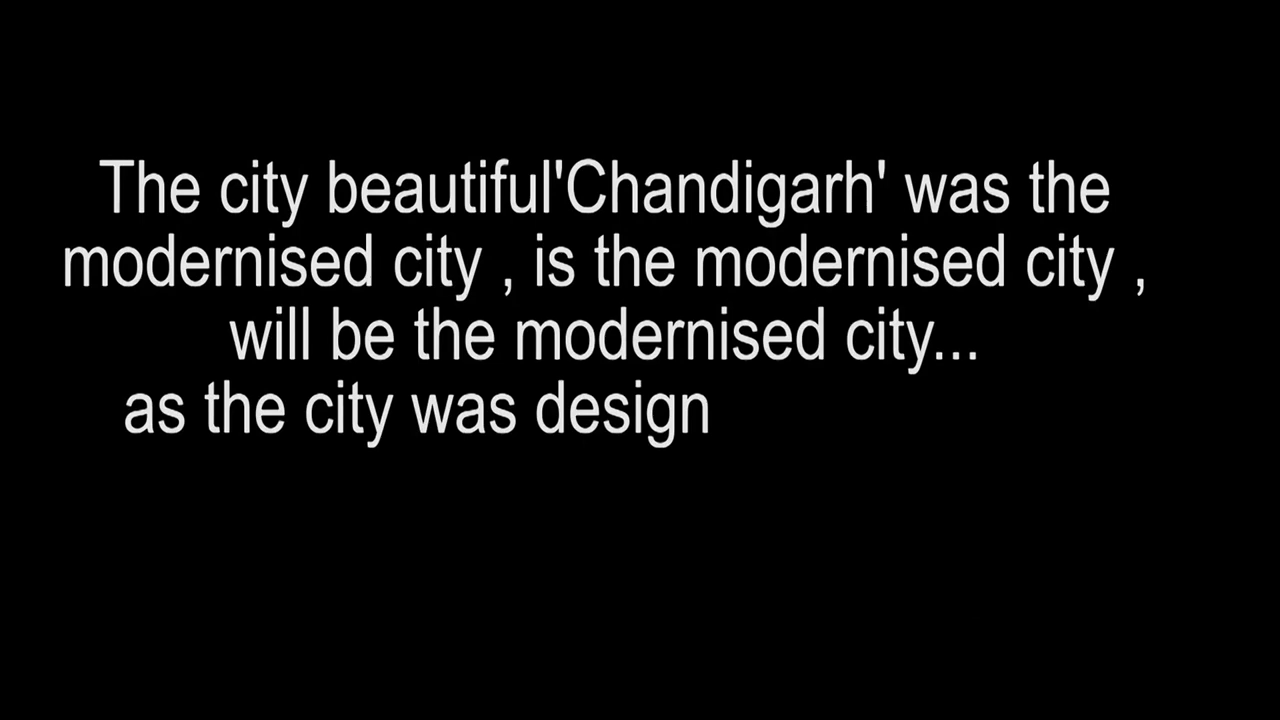 The city beautiful'Chandigarh' was the
modernised city , is the modernised city ,
will be the modernised city...
as the city was design